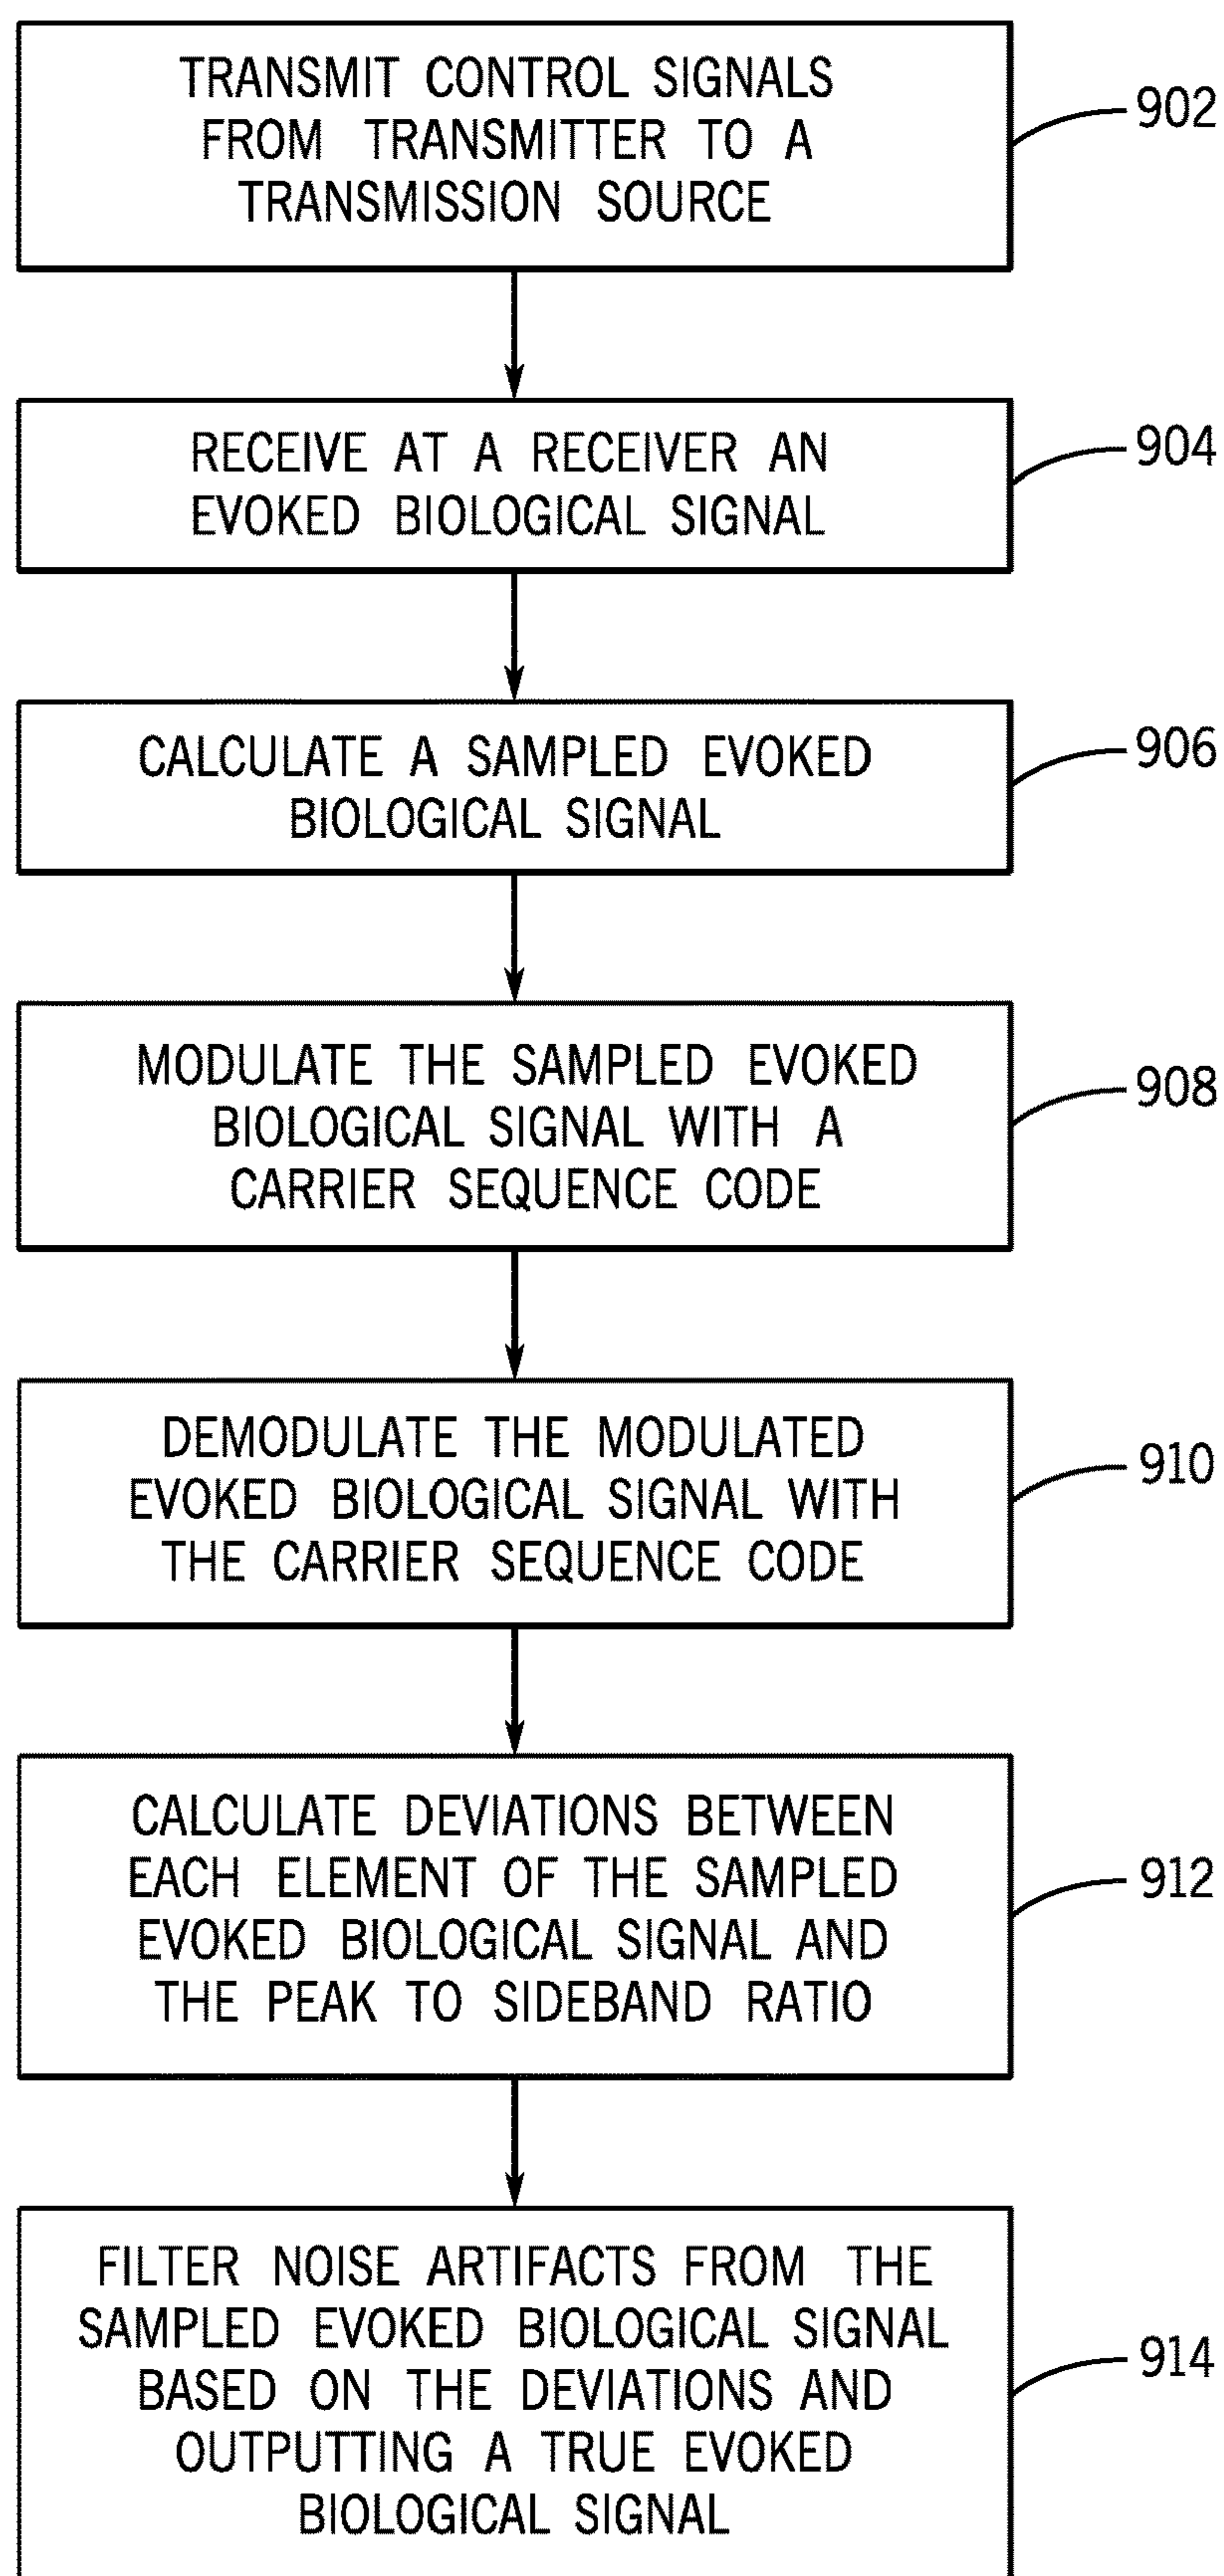 TRANSMIT CONTROL SIGNALS
FROM TRANSMITTER TO A
TRANSMISSION SOURCE
902
RECEIVE AT A RECEIVER AN
EVOKED BIOLOGICAL SIGNAL
904
CALCULATE A SAMPLED EVOKED
BIOLOGICAL SIGNAL
906
MODULATE THE SAMPLED EVOKED
BIOLOGICAL SIGNAL WITH A
CARRIER SEQUENCE CODE
908
DEMODULATE THE MODULATED
EVOKED BIOLOGICAL SIGNAL WITH
THE CARRIER SEQUENCE CODE
910
CALCULATE DEVIATIONS BETWEEN
EACH ELEMENT OF THE SAMPLED
EVOKED BIOLOGICAL SIGNAL AND
THE PEAK TO SIDEBAND RATIO
912
FILTER NOISE ARTIFACTS FROM THE
SAMPLED EVOKED BIOLOGICAL SIGNAL
BASED ON THE DEVIATIONS AND
OUTPUTTING A TRUE EVOKED
BIOLOGICAL SIGNAL
914